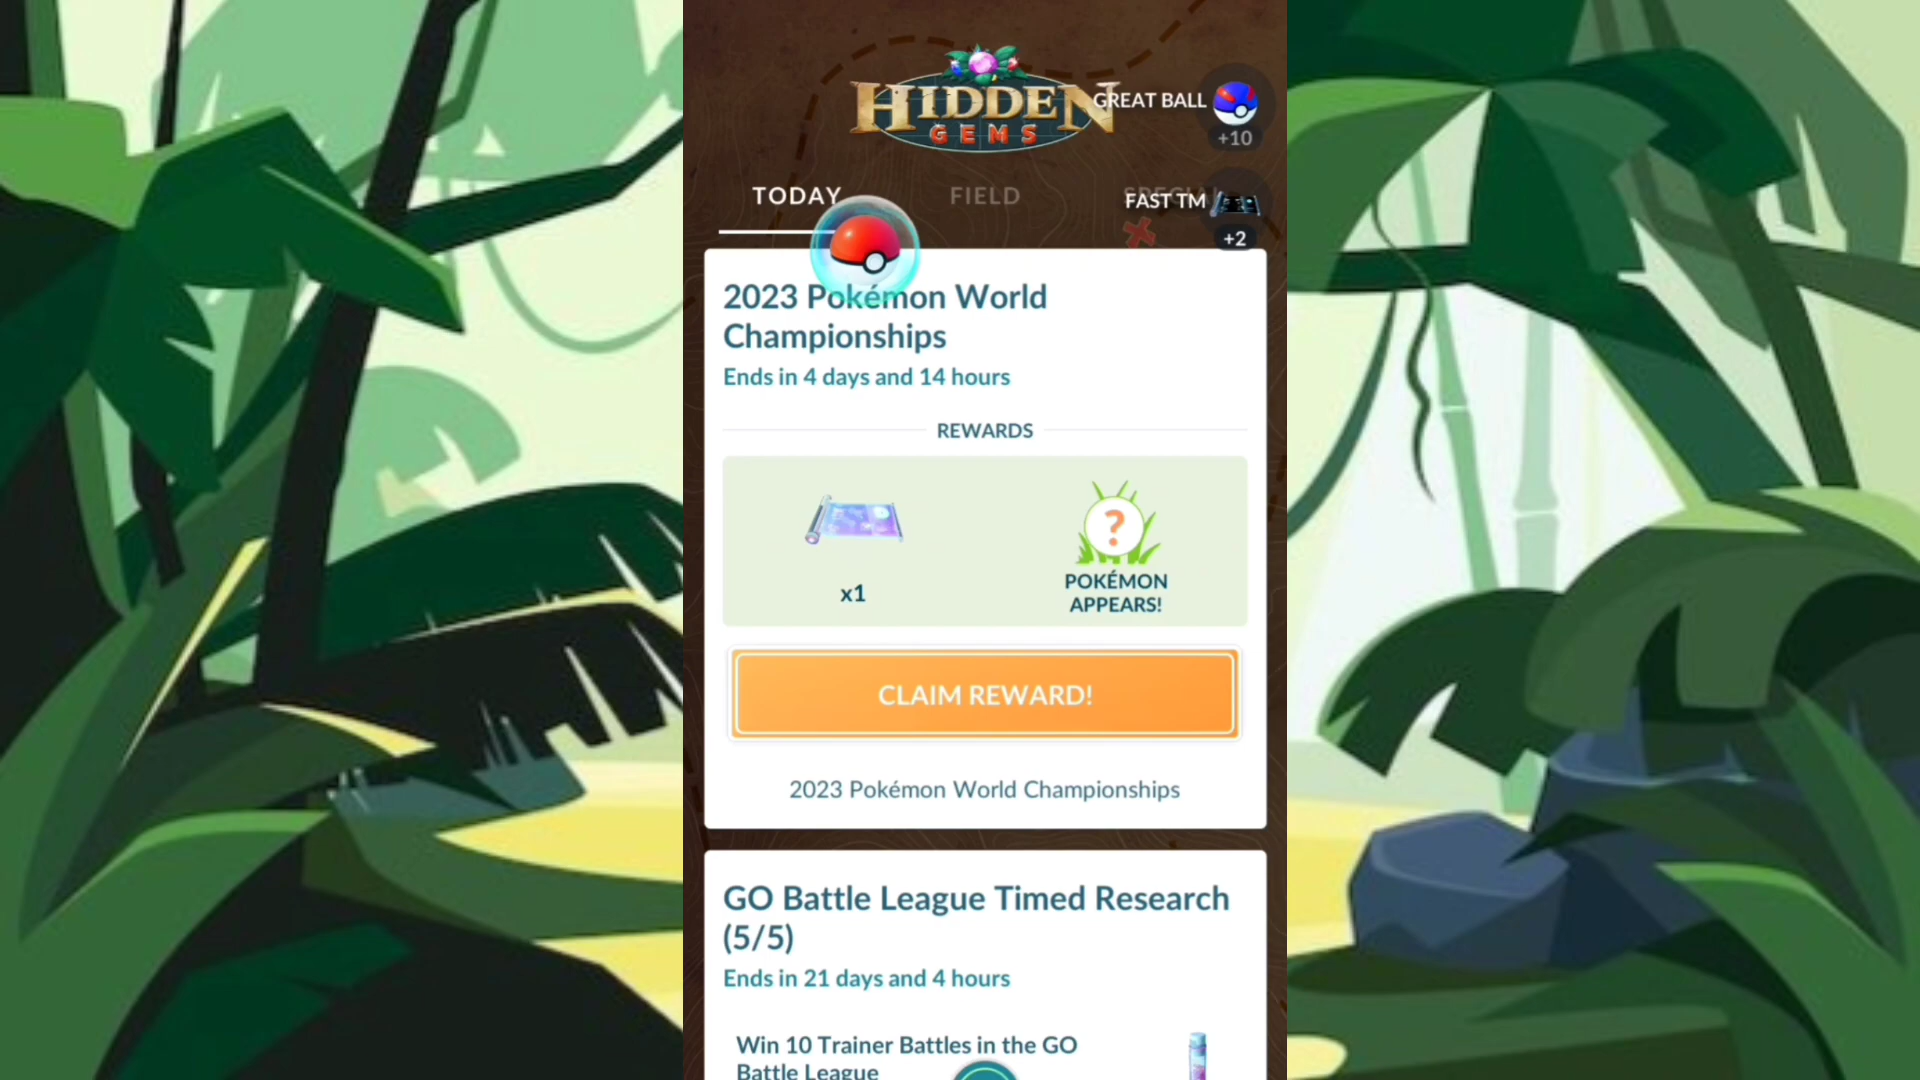 HIDDEN
GEMS
GREAT BALL
+10
TODAY
FIELD
FAST TM
+2
2023 Pokémon World
Championships
Ends in 4 days and 14 hours
REWARDS
x1
?
POKÉMON
APPEARS!
CLAIM REWARD!
2023 Pokémon World Championships
GO Battle League Timed Research
(5/5)
Ends in 21 days and 4 hours
Win 10 Trainer Battles in the GO
Battle League